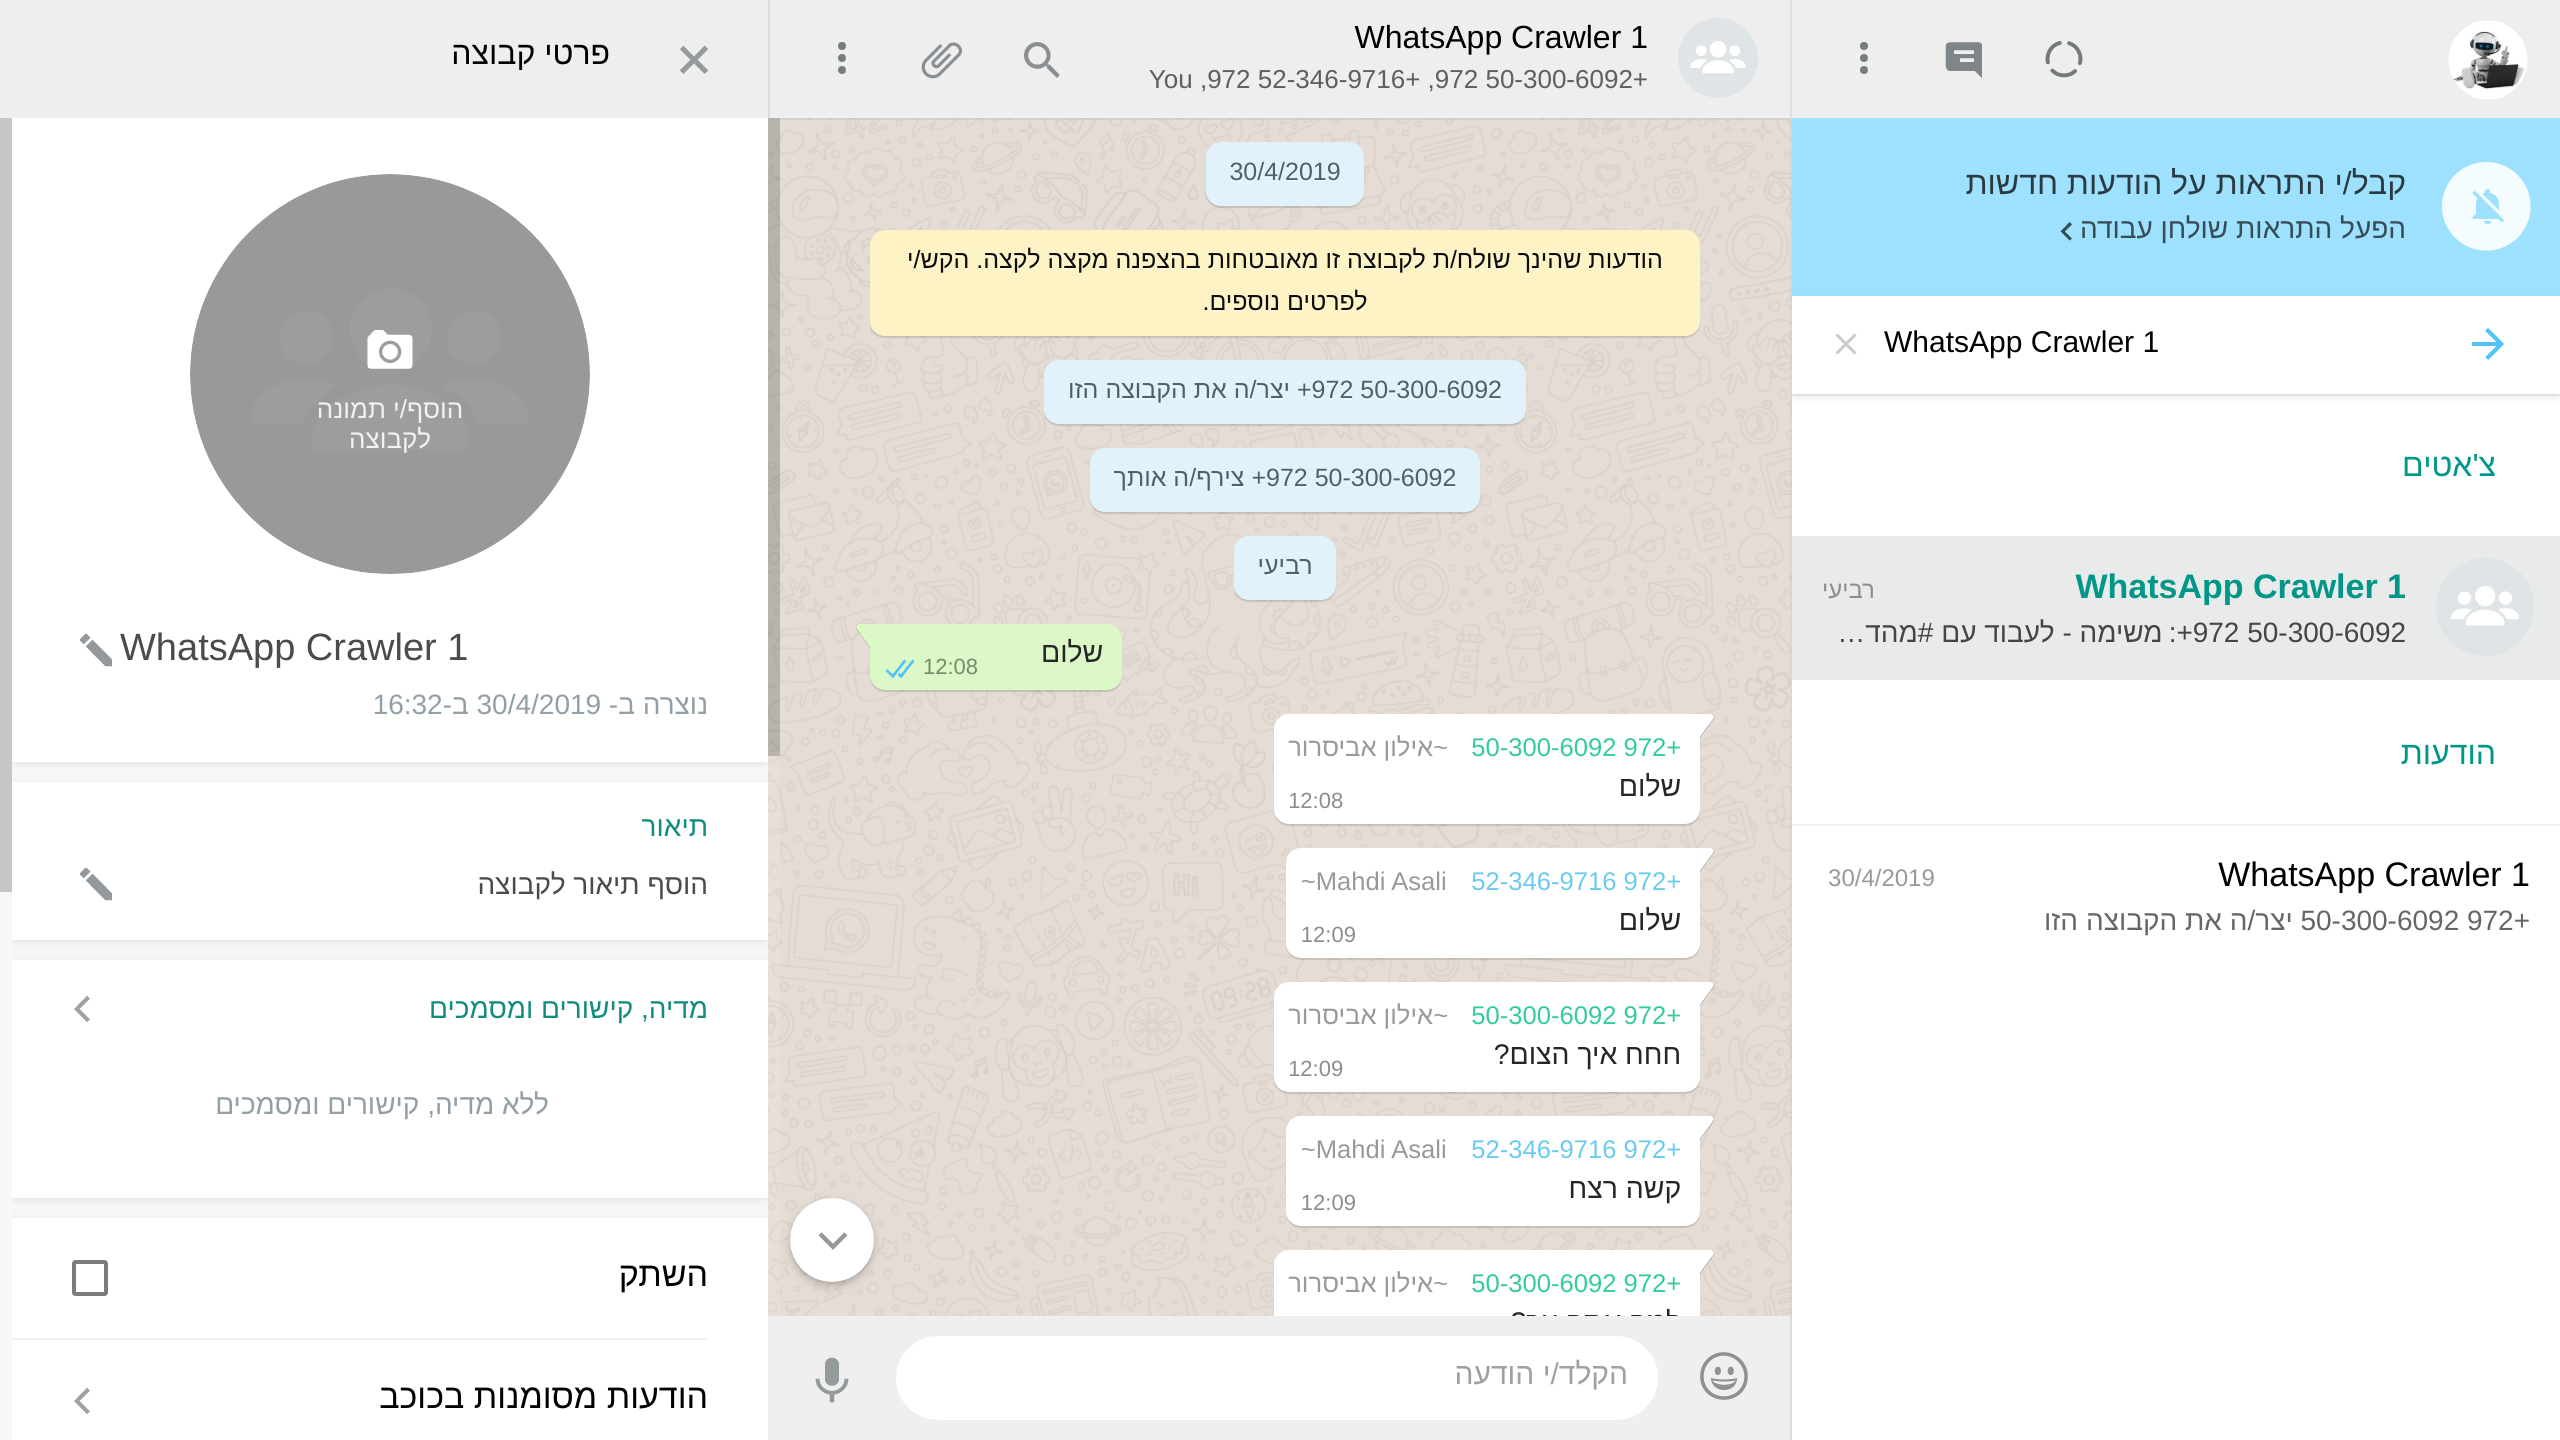 WhatsApp Crawler 1
קבל/י התראות על הודעות חדשות
הפעל התראות שולחן עבודה
WhatsApp Crawler 1
צ'אטים
WhatsApp Crawler 1
רביעי
+972 50-300-6092: משימה - לעבוד עם #מהד...
הודעות
WhatsApp Crawler 1
30/4/2019
+972 50-300-6092 יצר/ה את הקבוצה הזו
+972 50-300-6092, +972 52-346-9716, You
30/4/2019
הודעות שהינך שולח/ת לקבוצה זו מאובטחות בהצפנה מקצה לקצה. הקש/י
לפרטים נוספים.
+972 50-300-6092 יצר/ה את הקבוצה הזו
+972 50-300-6092 צירף/ה אותך
רביעי
שלום
12:08
+972 50-300-6092 ~אילון אביסרור
שלום
12:08
+972 52-346-9716 ~Mahdi Asali
שלום
12:09
+972 50-300-6092 ~אילון אביסרור
חחח איך הצום?
12:09
+972 52-346-9716 ~Mahdi Asali
קשה רצח
12:09
+972 50-300-6092 ~אילון אביסרור
הקלד/י הודעה
פרטי קבוצה
הוסף/י תמונה
לקבוצה
WhatsApp Crawler 1
נוצרה ב- 30/4/2019 ב-16:32
תיאור
הוסף תיאור לקבוצה
מדיה, קישורים ומסמכים
ללא מדיה, קישורים ומסמכים
השתק
הודעות מסומנות בכוכב